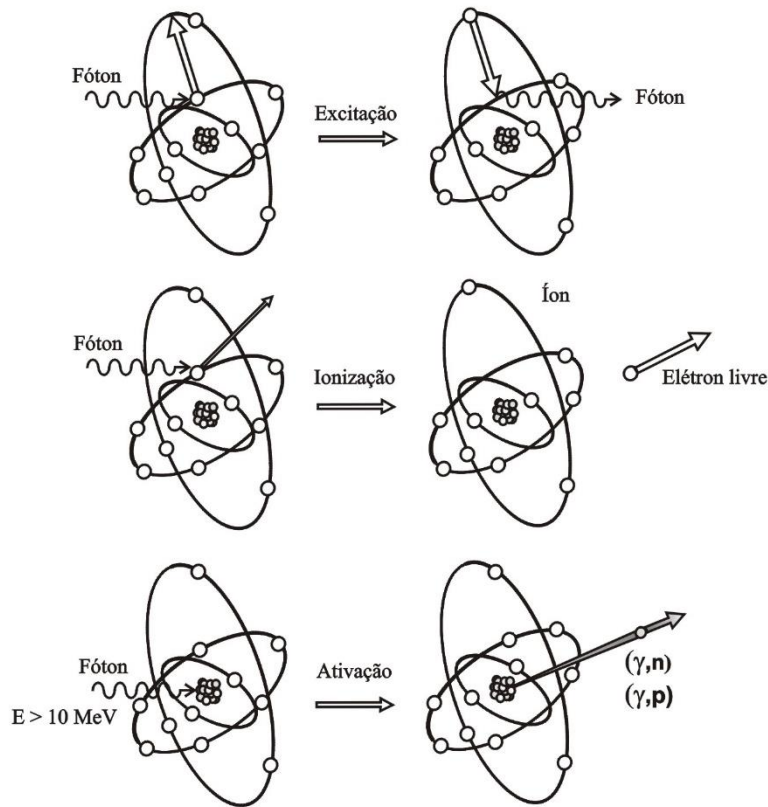 Fóton
Excitação
Fóton
Íon
Fóton
Ionização
Elétron livre
Fóton
E > 10 MeV
Ativação
(γ,n)
(γ,p)